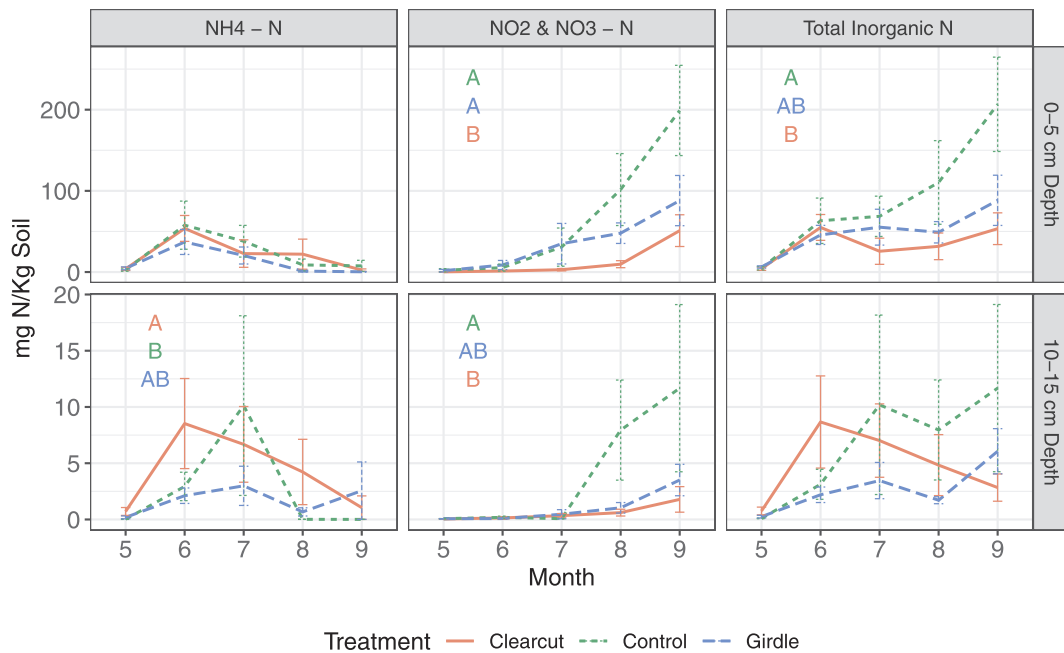 NH4 – N
NO2 & NO3 – N
Total Inorganic N
mg N/Kg Soil
200
100
0
A
A
B
A
AB
B
0–5 cm Depth
20
15
10
5
0
A
B
AB
A
AB
B
10–15 cm Depth
5 6 7 8 9
5 6 7 8 9
5 6 7 8 9
Month
Treatment Clearcut Control Girdle